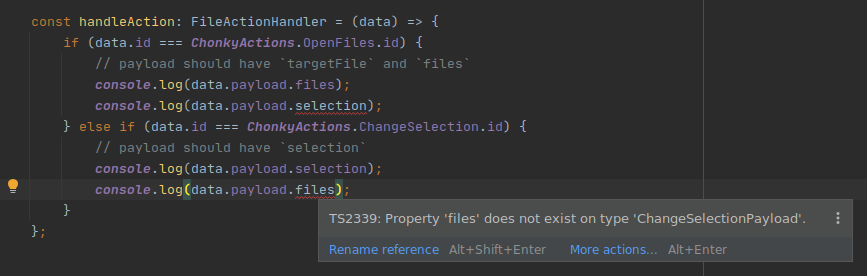 const handleAction: FileActionHandler = (data) => {
if (data.id === ChonkyActions.OpenFiles.id) {
// payload should have `targetFile` and `files`
console.log(data.payload.files);
console.log(data.payload.selection);
} else if (data.id === ChonkyActions.ChangeSelection.id) {
// payload should have `selection`
console.log(data.payload.selection);
console.log(data.payload.files);
}
};
TS2339: Property 'files' does not exist on type 'ChangeSelectionPayload'.
Rename reference Alt+Shift+Enter More actions... Alt+Enter